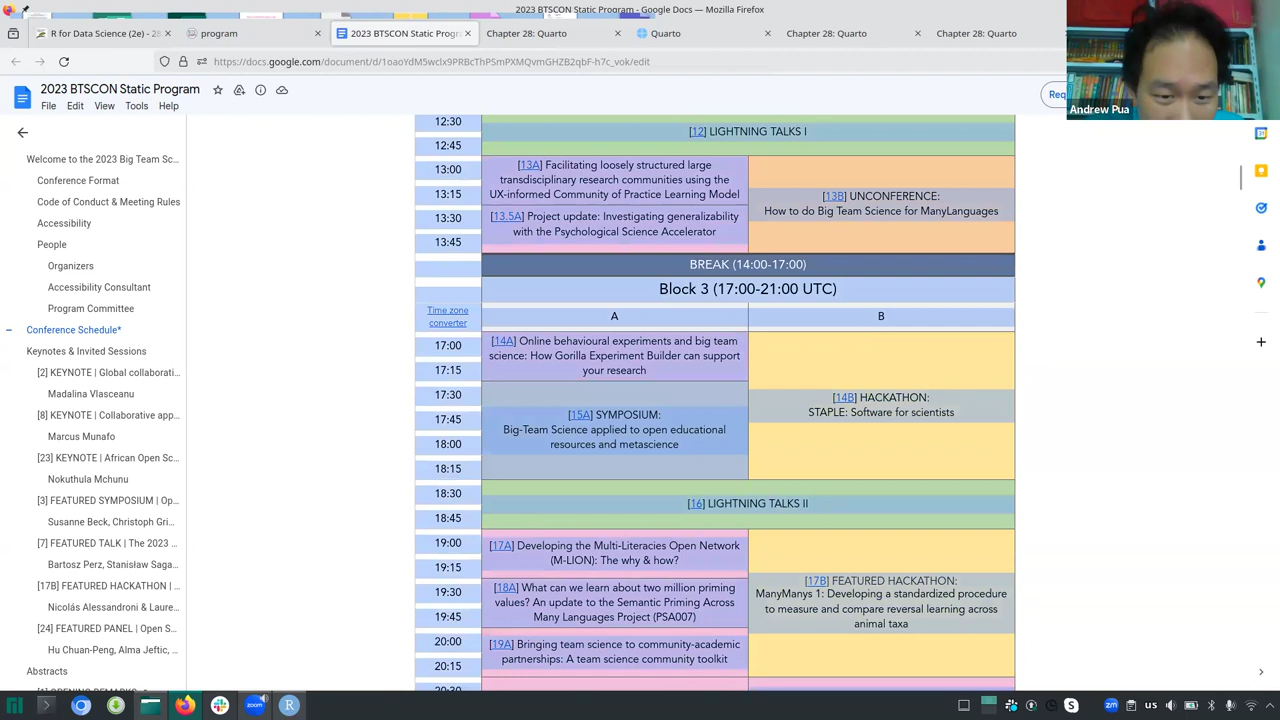 2023 BTSCON Static Program - Google Docs — Mozilla Firefox
R for Data Science (2e) - 28
program
2023 BTSCON Static Progra
Chapter 28: Quarto
Quarto
Chapter 28: Quarto
Chapter 28: Quarto
2023 BTSCON Static Program
Req
File Edit View Tools Help
Andrew Pua
Welcome to the 2023 Big Team Sc...
Conference Format
Code of Conduct & Meeting Rules
Accessibility
People
Organizers
Accessibility Consultant
Program Committee
Conference Schedule*
Keynotes & Invited Sessions
[2] KEYNOTE | Global collaborati...
Madalina Vlasceanu
[8] KEYNOTE | Collaborative app...
Marcus Munafo
[23] KEYNOTE | African Open Sc...
Nokuthula Mchunu
[3] FEATURED SYMPOSIUM | Op...
Susanne Beck, Christoph Gri...
[7] FEATURED TALK | The 2023 ...
Bartosz Perz, Stanisław Saga...
[17B] FEATURED HACKATHON | ...
Nicolás Alessandroni & Laure...
[24] FEATURED PANEL | Open S...
Hu Chuan-Peng, Alma Jeftic, ...
Abstracts
12:30
[12] LIGHTNING TALKS I
12:45
13:00
13:15
13:30
13:45
[13A] Facilitating loosely structured large
transdisciplinary research communities using the
UX-informed Community of Practice Learning Model
[13.5A] Project update: Investigating generalizability
with the Psychological Science Accelerator
[13B] UNCONFERENCE:
How to do Big Team Science for ManyLanguages
BREAK (14:00-17:00)
Block 3 (17:00-21:00 UTC)
Time zone
converter
A
B
17:00
17:15
17:30
17:45
18:00
18:15
[14A] Online behavioural experiments and big team
science: How Gorilla Experiment Builder can support
your research
[15A] SYMPOSIUM:
Big-Team Science applied to open educational
resources and metascience
[14B] HACKATHON:
STAPLE: Software for scientists
18:30
[16] LIGHTNING TALKS II
18:45
19:00
19:15
19:30
19:45
20:00
20:15
[17A] Developing the Multi-Literacies Open Network
(M-LION): The why & how?
[18A] What can we learn about two million priming
values? An update to the Semantic Priming Across
Many Languages Project (PSA007)
[19A] Bringing team science to community-academic
partnerships: A team science community toolkit
[17B] FEATURED HACKATHON:
ManyManys 1: Developing a standardized procedure
to measure and compare reversal learning across
animal taxa
us